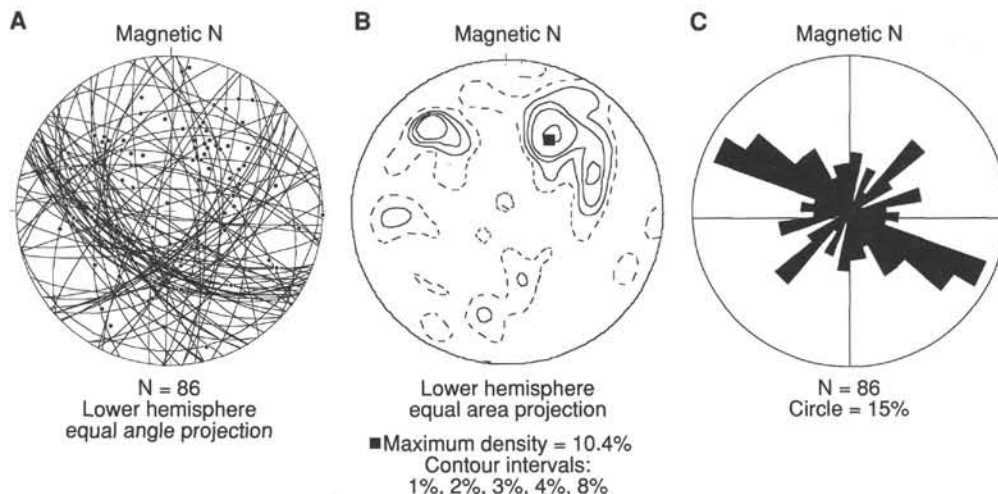 A
Magnetic N
N = 86
Lower hemisphere
equal angle projection
B
Magnetic N
Lower hemisphere
equal area projection
■Maximum density = 10.4%
Contour intervals:
1%, 2%, 3%, 4%, 8%
C
Magnetic N
N = 86
Circle = 15%